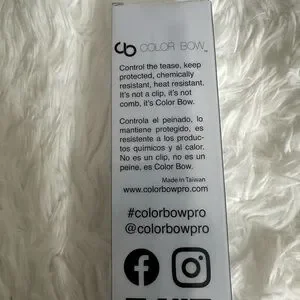 COLOR BOW™
Control the tease, keep
protected, chemically
resistant, heat resistant.
It's not a clip, it's not
comb, it's Color Bow.
Controla el peinado, lo
mantiene protegido, es
resistente a los produc-
tos químicos y al calor.
No es un clip, no es un
peine, es Color Bow.
Made in Taiwan
www.colorbowpro.com
#colorbowpro
@colorbowpro